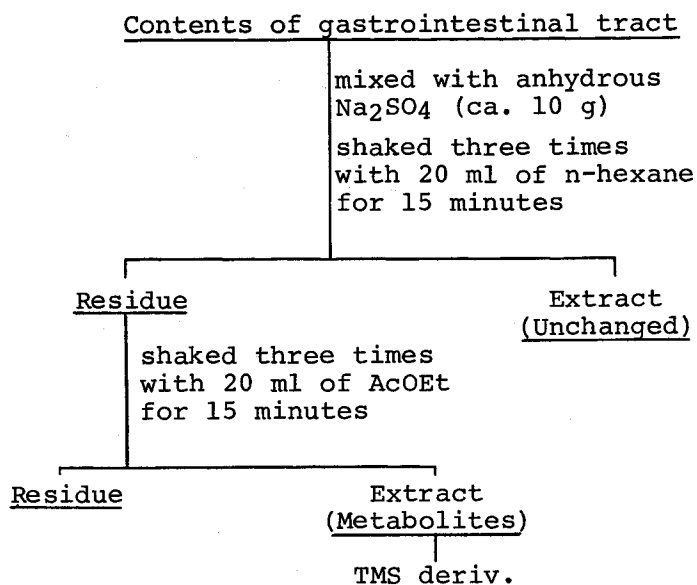 Contents of gastrointestinal tract
mixed with anhydrous
Na2SO4 (ca. 10 g)
shaked three times
with 20 ml of n-hexane
for 15 minutes
Residue
Extract
(Unchanged)
shaked three times
with 20 ml of AcOEt
for 15 minutes
Residue
Extract
(Metabolites)
TMS deriv.